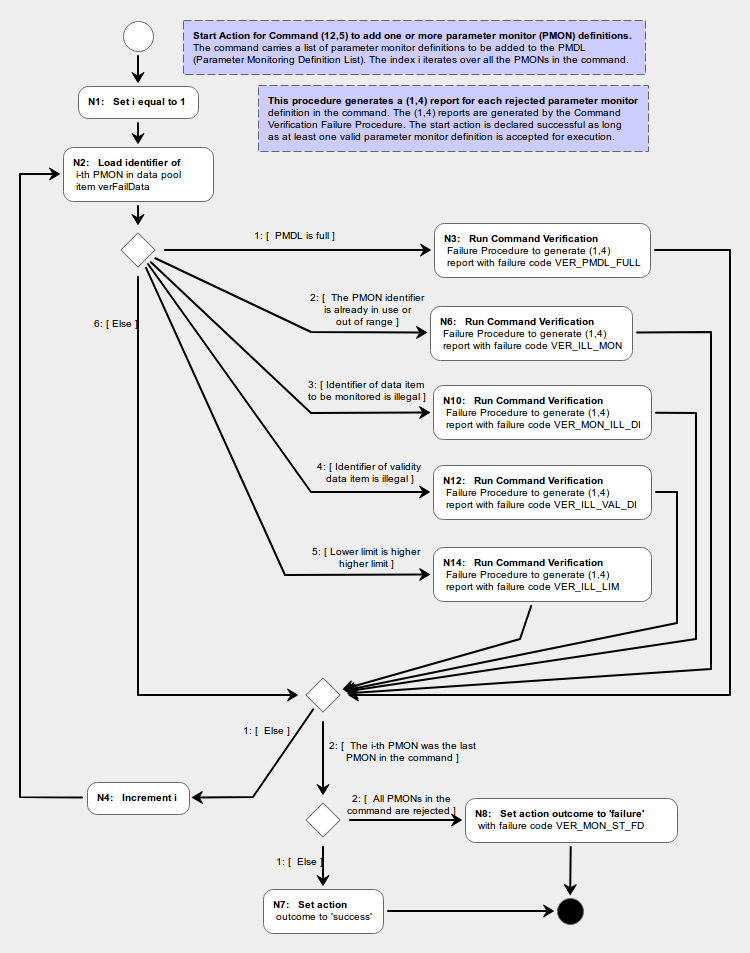 Start Action for Command (12,5) to add one or more parameter monitor (PMON) definitions.
The command carries a list of parameter monitor definitions to be added to the PMDL
(Parameter Monitoring Definition List). The index i iterates over all the PMONs in the command.
This procedure generates a (1,4) report for each rejected parameter monitor
definition in the command. The (1,4) reports are generated by the Command
Verification Failure Procedure. The start action is declared successful as long
as at least one valid parameter monitor definition is accepted for execution.
N1: Set i equal to 1
N2: Load identifier of
i-th PMON in data pool
item verFailData
1: [ PMDL is full ]
N3: Run Command Verification
Failure Procedure to generate (1,4)
report with failure code VER_PMDL_FULL
2: [ The PMON identifier
is already in use or
out of range ]
6: [ Else ]
N6: Run Command Verification
Failure Procedure to generate (1,4)
report with failure code VER_ILL_MON
3: [ Identifier of data item
to be monitored is illegal ]
N10: Run Command Verification
Failure Procedure to generate (1,4)
report with failure code VER_MON_ILL_DI
4: [ Identifier of validity
data item is illegal ]
N12: Run Command Verification
Failure Procedure to generate (1,4)
report with failure code VER_ILL_VAL_DI
5: [ Lower limit is higher
higher limit ]
N14: Run Command Verification
Failure Procedure to generate (1,4)
report with failure code VER_ILL_LIM
1: [ Else ]
2: [ The i-th PMON was the last
PMON in the command ]
N4: Increment i
2: [ All PMONs in the
command are rejected ]
N8: Set action outcome to 'failure'
with failure code VER_MON_ST_FD
1: [ Else ]
N7: Set action
outcome to 'success'